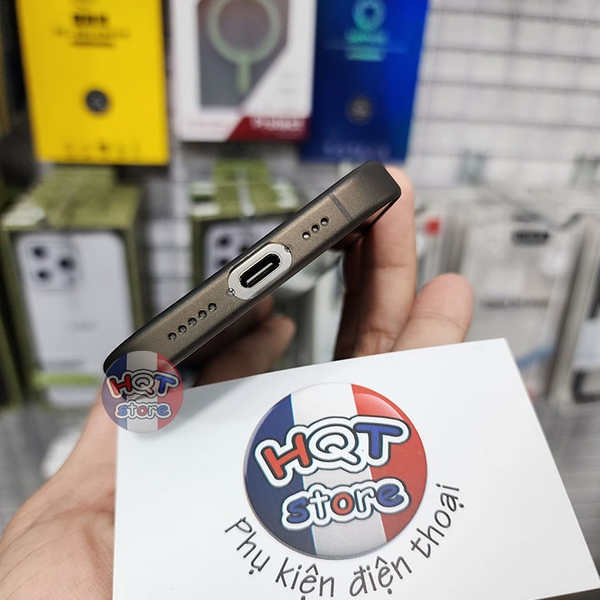 HQT
store
HQT
store
Phụ kiện điện thoại